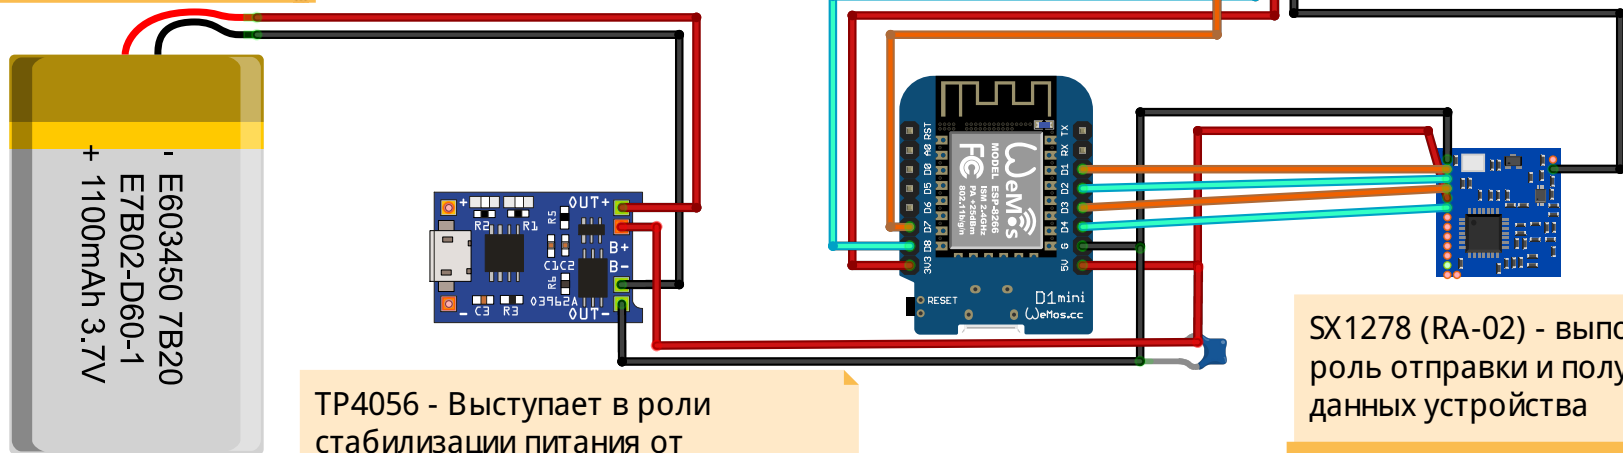 - E603450 7B20
E7B02-D60-1
+ 1100mAh 3.7V
+
OUT+
R2
R1
R5
B+
B-
C1C2
R6
03962A
C3
R3
-
OUT-
RST
A0
D0
D5
D6
D7
D8
3V3
TX
RX
D1
D2
D3
D4
G
5V
WeMos
MODEL ESP-8266
ISM 2.4GHz
PA +25dBm
802.11b/g/n
FC
RESET
D1mini
WeMos.cc
TP4056 - Выступает в роли
стабилизации питания от
SX1278 (RA-02) - выпо
роль отправки и полу
данных устройства